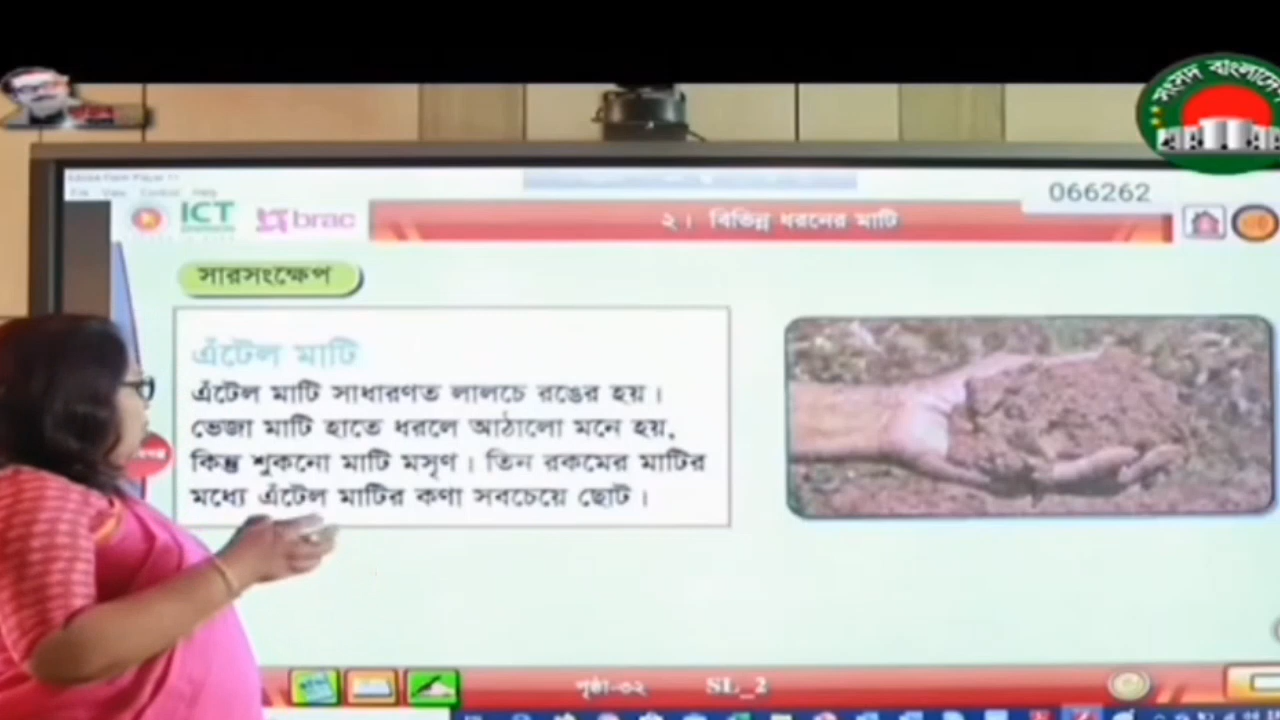 সংসদ বাংলাদেশ
066262
ICT
brac
২। বিভিন্ন ধরনের মাটি
সারসংক্ষেপ
এঁটেল মাটি
এঁটেল মাটি সাধারণত লালচে রঙের হয়।
ভেজা মাটি হাতে ধরলে আঠালো মনে হয়,
কিন্তু শুকনো মাটি মসৃণ। তিন রকমের মাটির
মধ্যে এঁটেল মাটির কণা সবচেয়ে ছোট।
পৃষ্ঠা-০২
SL_2